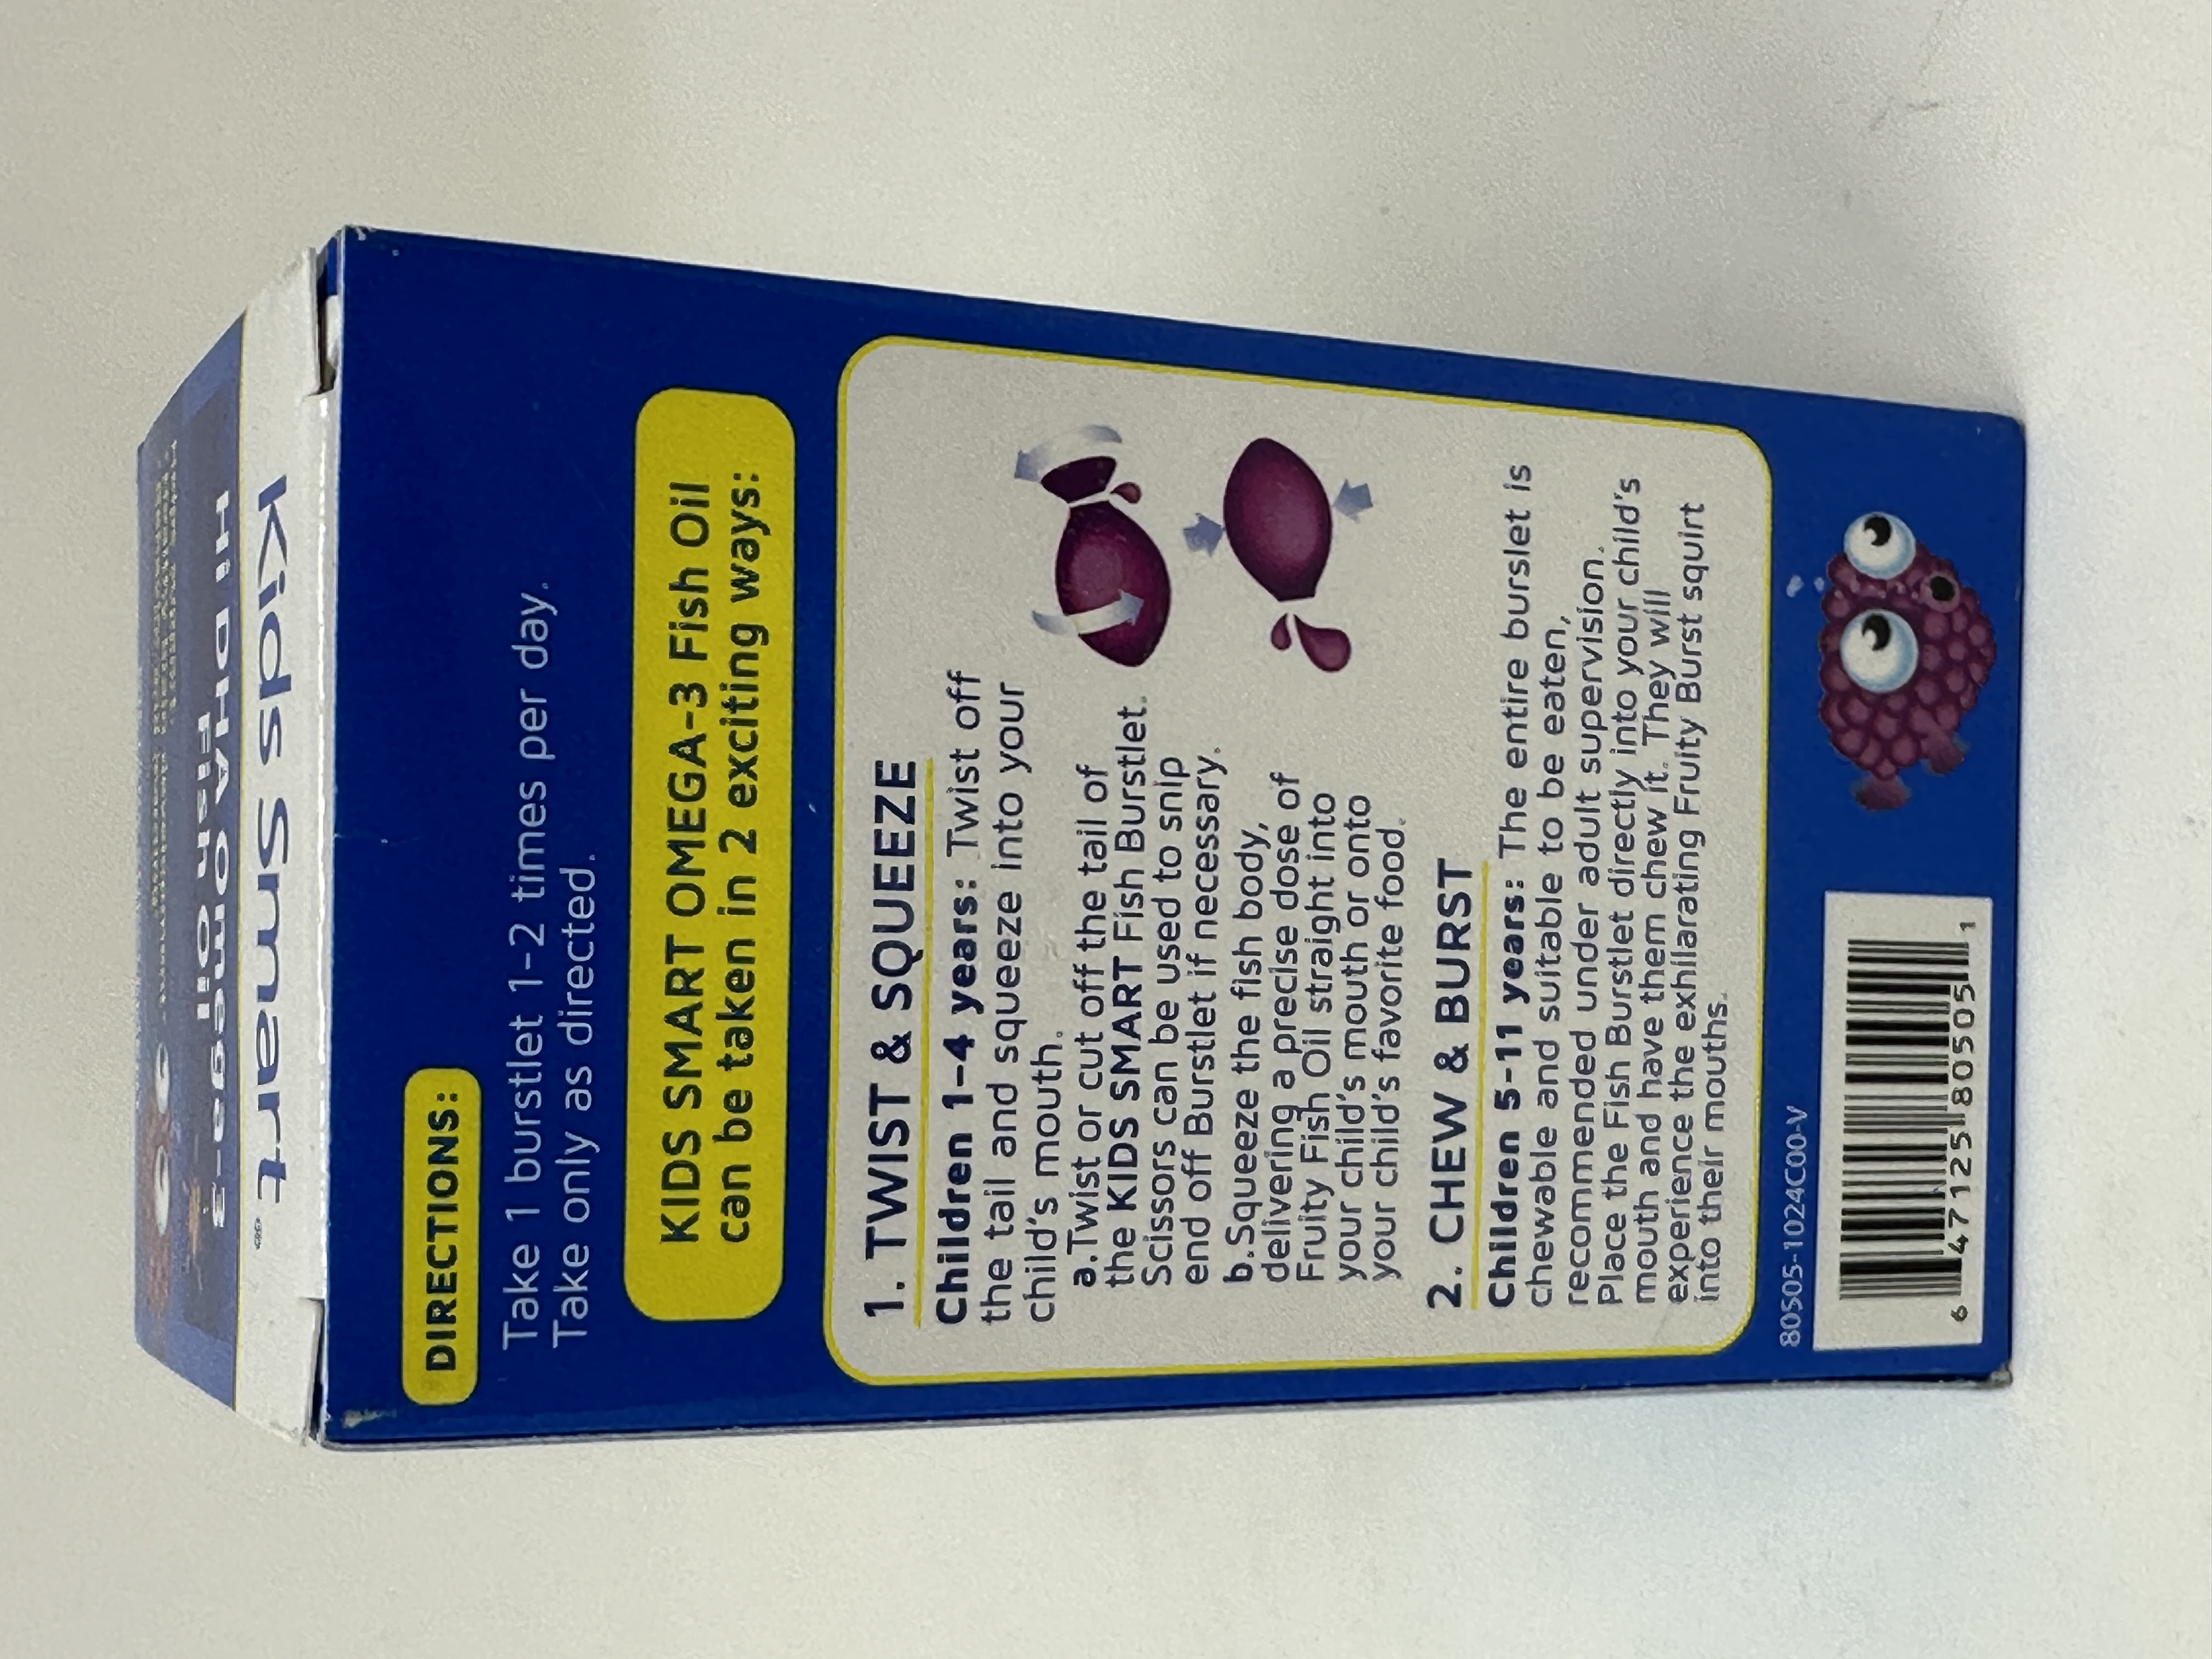 Kids Smart®
Hi DHA Omega-3
Fish Oil
DIRECTIONS:
Take 1 burstlet 1-2 times per day.
Take only as directed.
KIDS SMART OMEGA-3 Fish Oil
can be taken in 2 exciting ways:
1. TWIST & SQUEEZE
Children 1-4 years: Twist off
the tail and squeeze into your
child's mouth.
a.Twist or cut off the tail of
the KIDS SMART Fish Burstlet.
Scissors can be used to snip
end off Burstlet if necessary.
b.Squeeze the fish body,
delivering a precise dose of
Fruity Fish Oil straight into
your child's mouth or onto
your child's favorite food.
2. CHEW & BURST
Children 5-11 years: The entire burslet is
chewable and suitable to be eaten,
recommended under adult supervision.
Place the Fish Burstlet directly into your child's
mouth and have them chew it. They will
experience the exhilarating Fruity Burst squirt
into their mouths.
80505-1024C00-V
6 47125 80505 1